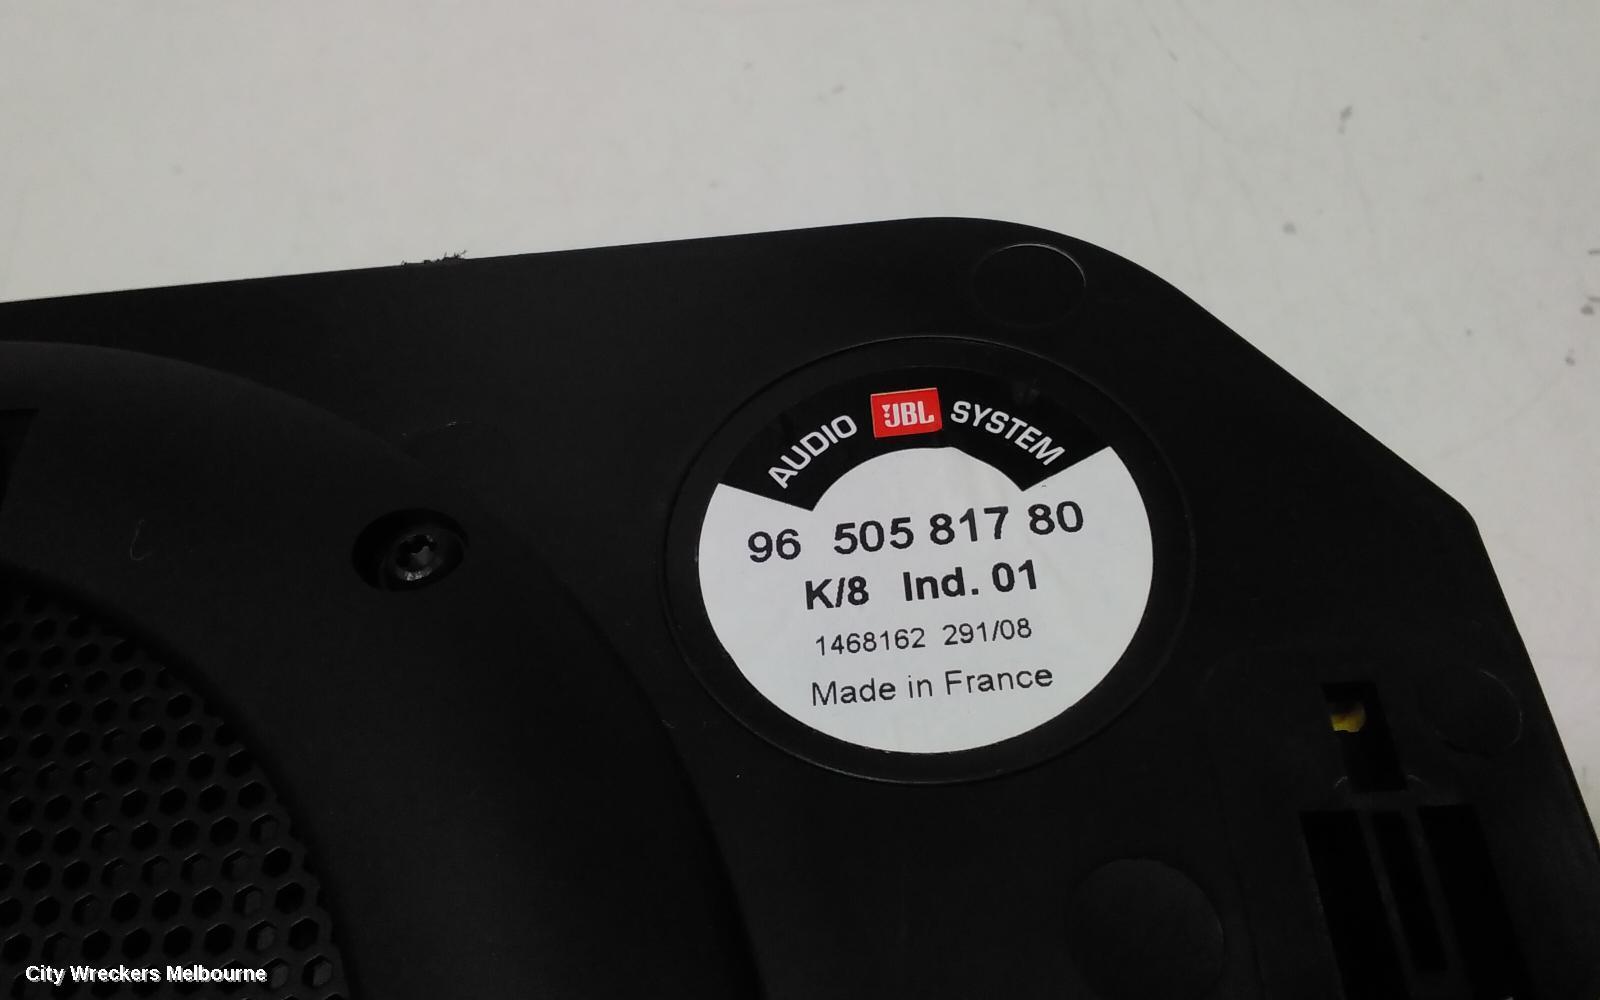 AUDIO JBL SYSTEM
96 505 817 80
K/8 Ind. 01
1468162 291/08
Made in France
City Wreckers Melbourne